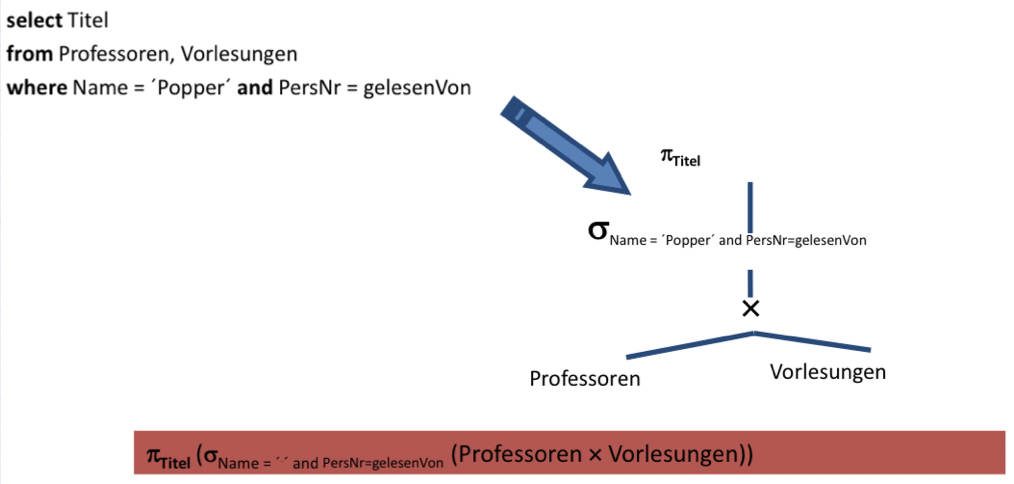 select Titel
from Professoren, Vorlesungen
where Name = ´Popper´ and PersNr = gelesenVon
πTitel
σName = ´Popper´ and PersNr=gelesenVon
×
Professoren
Vorlesungen
πTitel (σName = ´ ´ and PersNr=gelesenVon (Professoren × Vorlesungen))